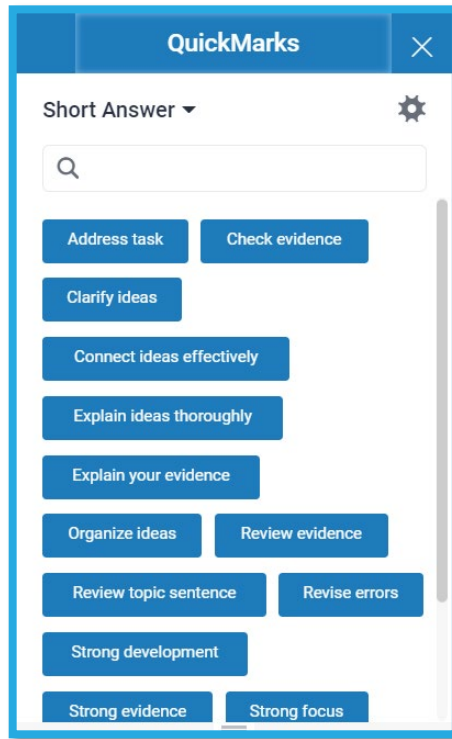 QuickMarks
Short Answer
Address task Check evidence
Clarify ideas
Connect ideas effectively
Explain ideas thoroughly
Explain your evidence
Organize ideas Review evidence
Review topic sentence Revise errors
Strong development
Strong evidence Strong focus